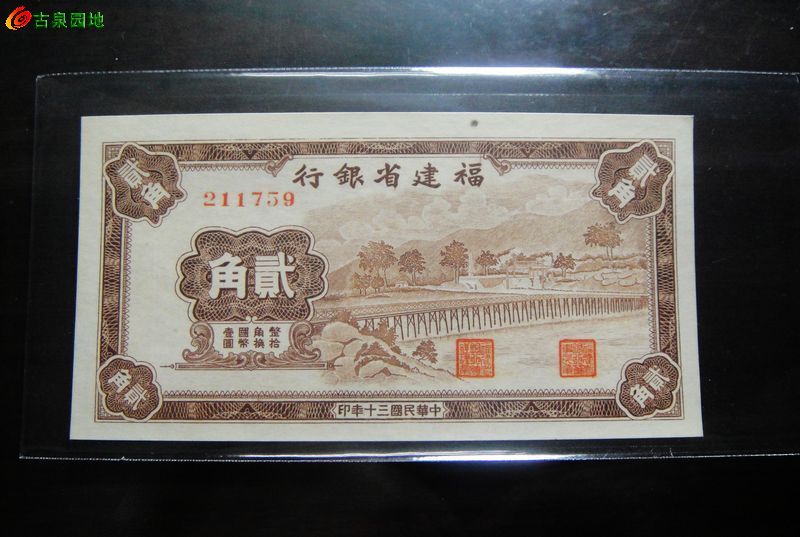 古泉园地
福建省銀行
貳角
貳角
211759
貳角
整拾
角換
國幣
壹圓
貳角
貳角
中華民國三十年印